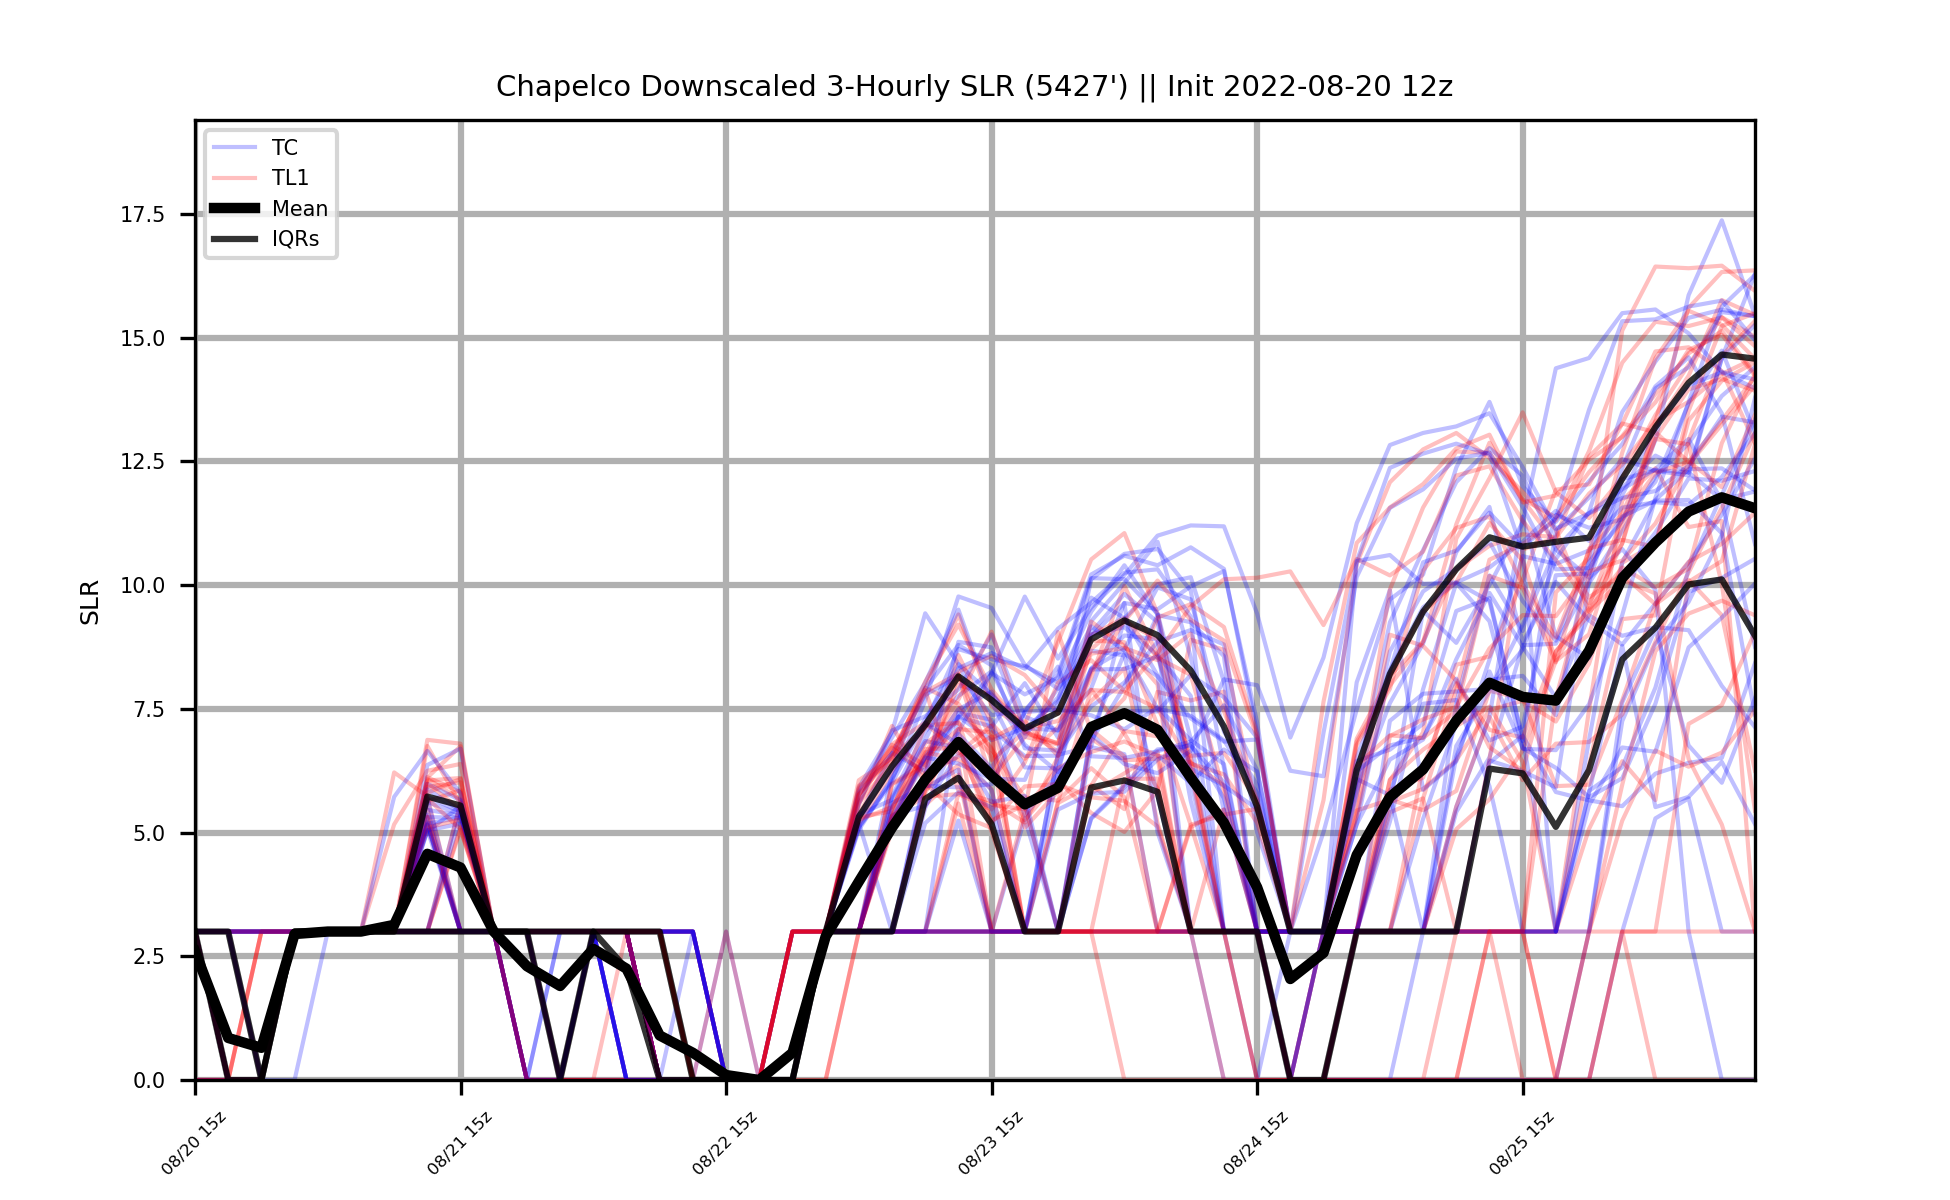 Chapelco Downscaled 3-Hourly SLR (5427') || Init 2022-08-20 12z
TC
TL1
Mean
IQRs
17.5
15.0
12.5
10.0
7.5
5.0
2.5
0.0
SLR
08/20 15z
08/21 15z
08/22 15z
08/23 15z
08/24 15z
08/25 15z